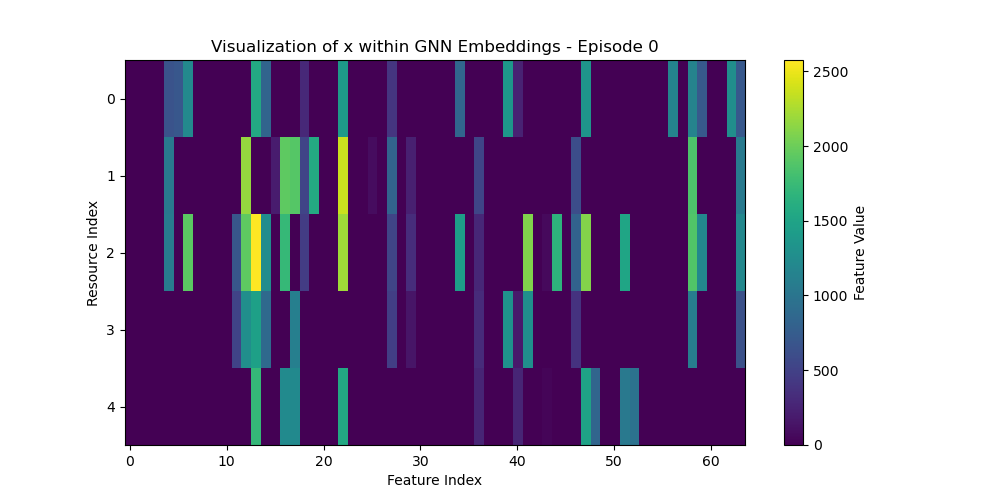 Visualization of x within GNN Embeddings - Episode 0
Resource Index
0
1
2
3
4
0 10 20 30 40 50 60
Feature Index
2500
2000
1500
1000
500
0
Feature Value